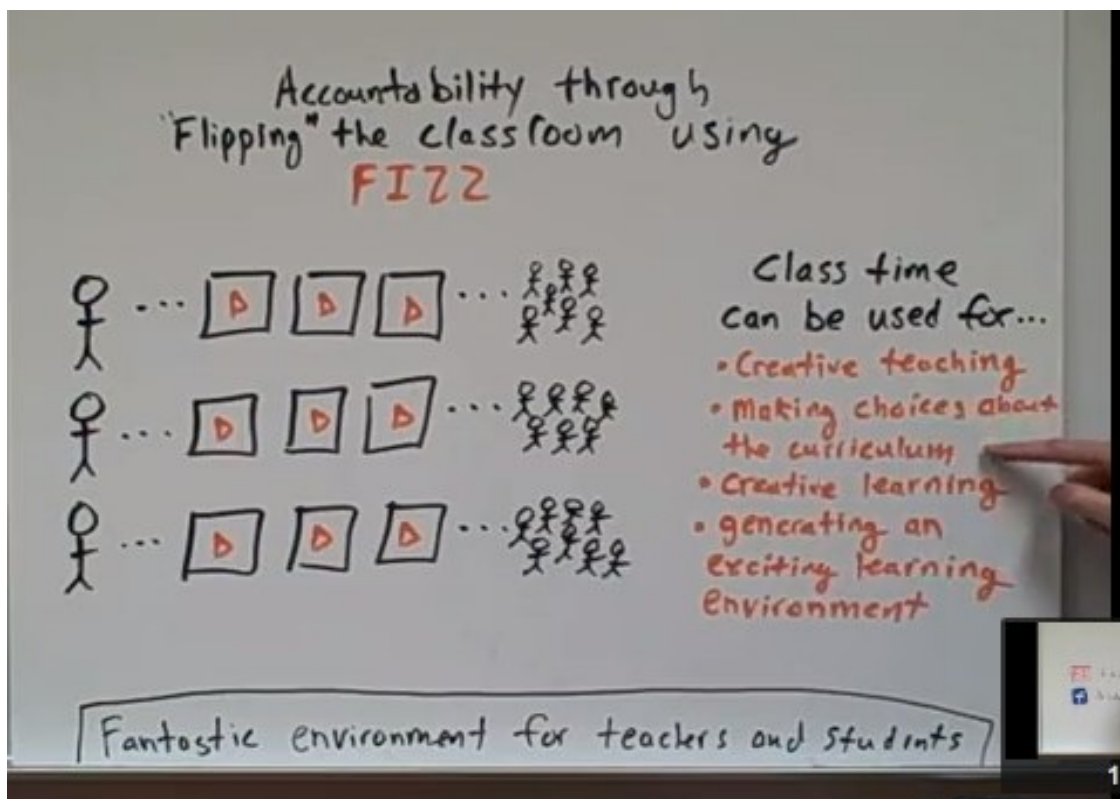 Accountability through
"Flipping" the classroom using
FIZZ
Class time
can be used for...
• Creative teaching
• Making choices about
the curriculum
• Creative learning
• generating an
exciting learning
environment
Fantastic environment for teachers and students
1